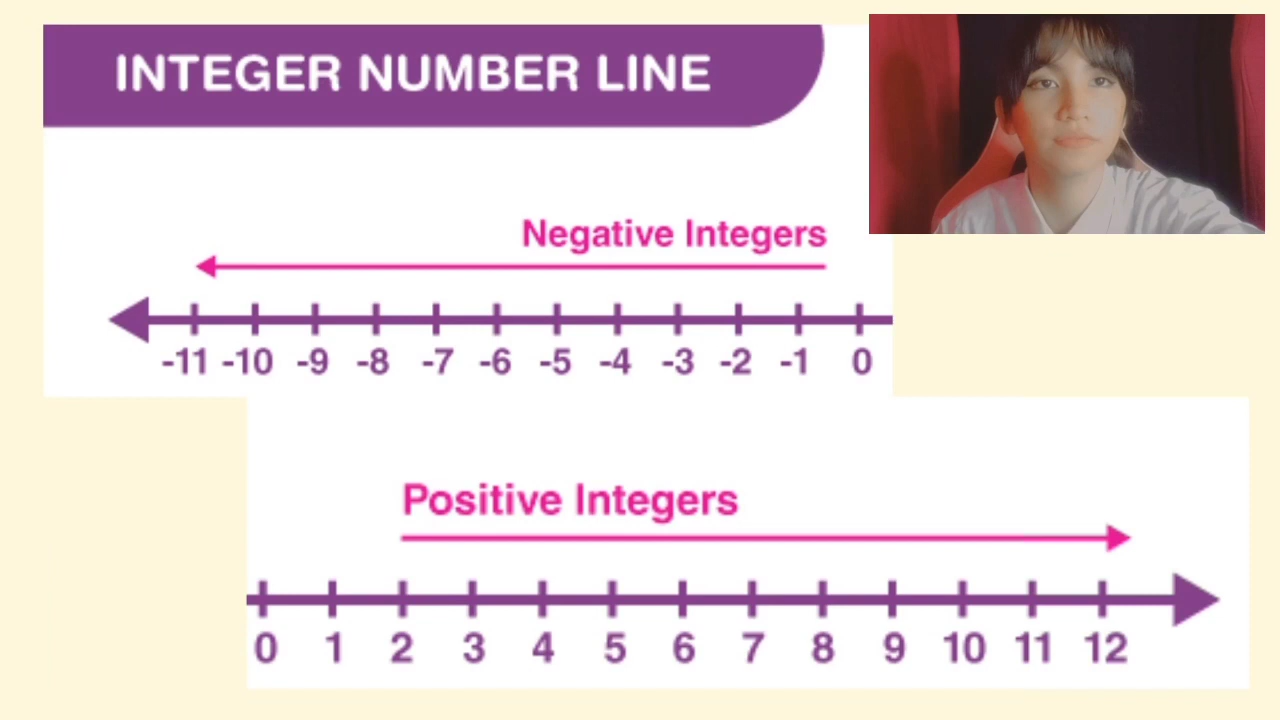 INTEGER NUMBER LINE
Negative Integers
-11 -10 -9 -8 -7 -6 -5 -4 -3 -2 -1 0
Positive Integers
0 1 2 3 4 5 6 7 8 9 10 11 12